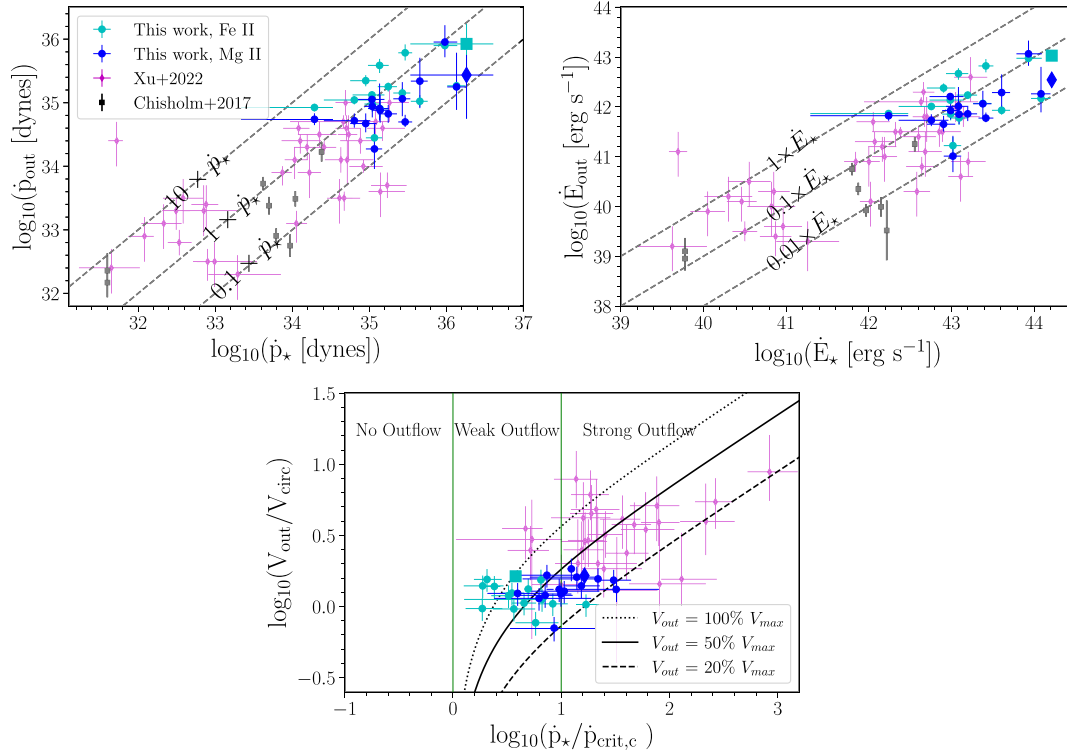 This work, Fe II
This work, Mg II
Xu+2022
Chisholm+2017
10 × ṗ⋆
1 × ṗ⋆
0.1 × ṗ⋆
log₁₀(ṗout [dynes])
36
35
34
33
32
32
33
34
35
36
37
log₁₀(ṗ⋆ [dynes])
1×Ė⋆
0.1×Ė⋆
0.01×Ė⋆
log₁₀(Ėout [erg s⁻¹])
44
43
42
41
40
39
38
39
40
41
42
43
44
log₁₀(Ė⋆ [erg s⁻¹])
No Outflow
Weak Outflow
Strong Outflow
log₁₀(Vout/Vcirc)
1.5
1.0
0.5
0.0
−0.5
Vout = 100% Vmax
Vout = 50% Vmax
Vout = 20% Vmax
−1
0
1
2
3
log₁₀(ṗ⋆/ṗcrit,c )